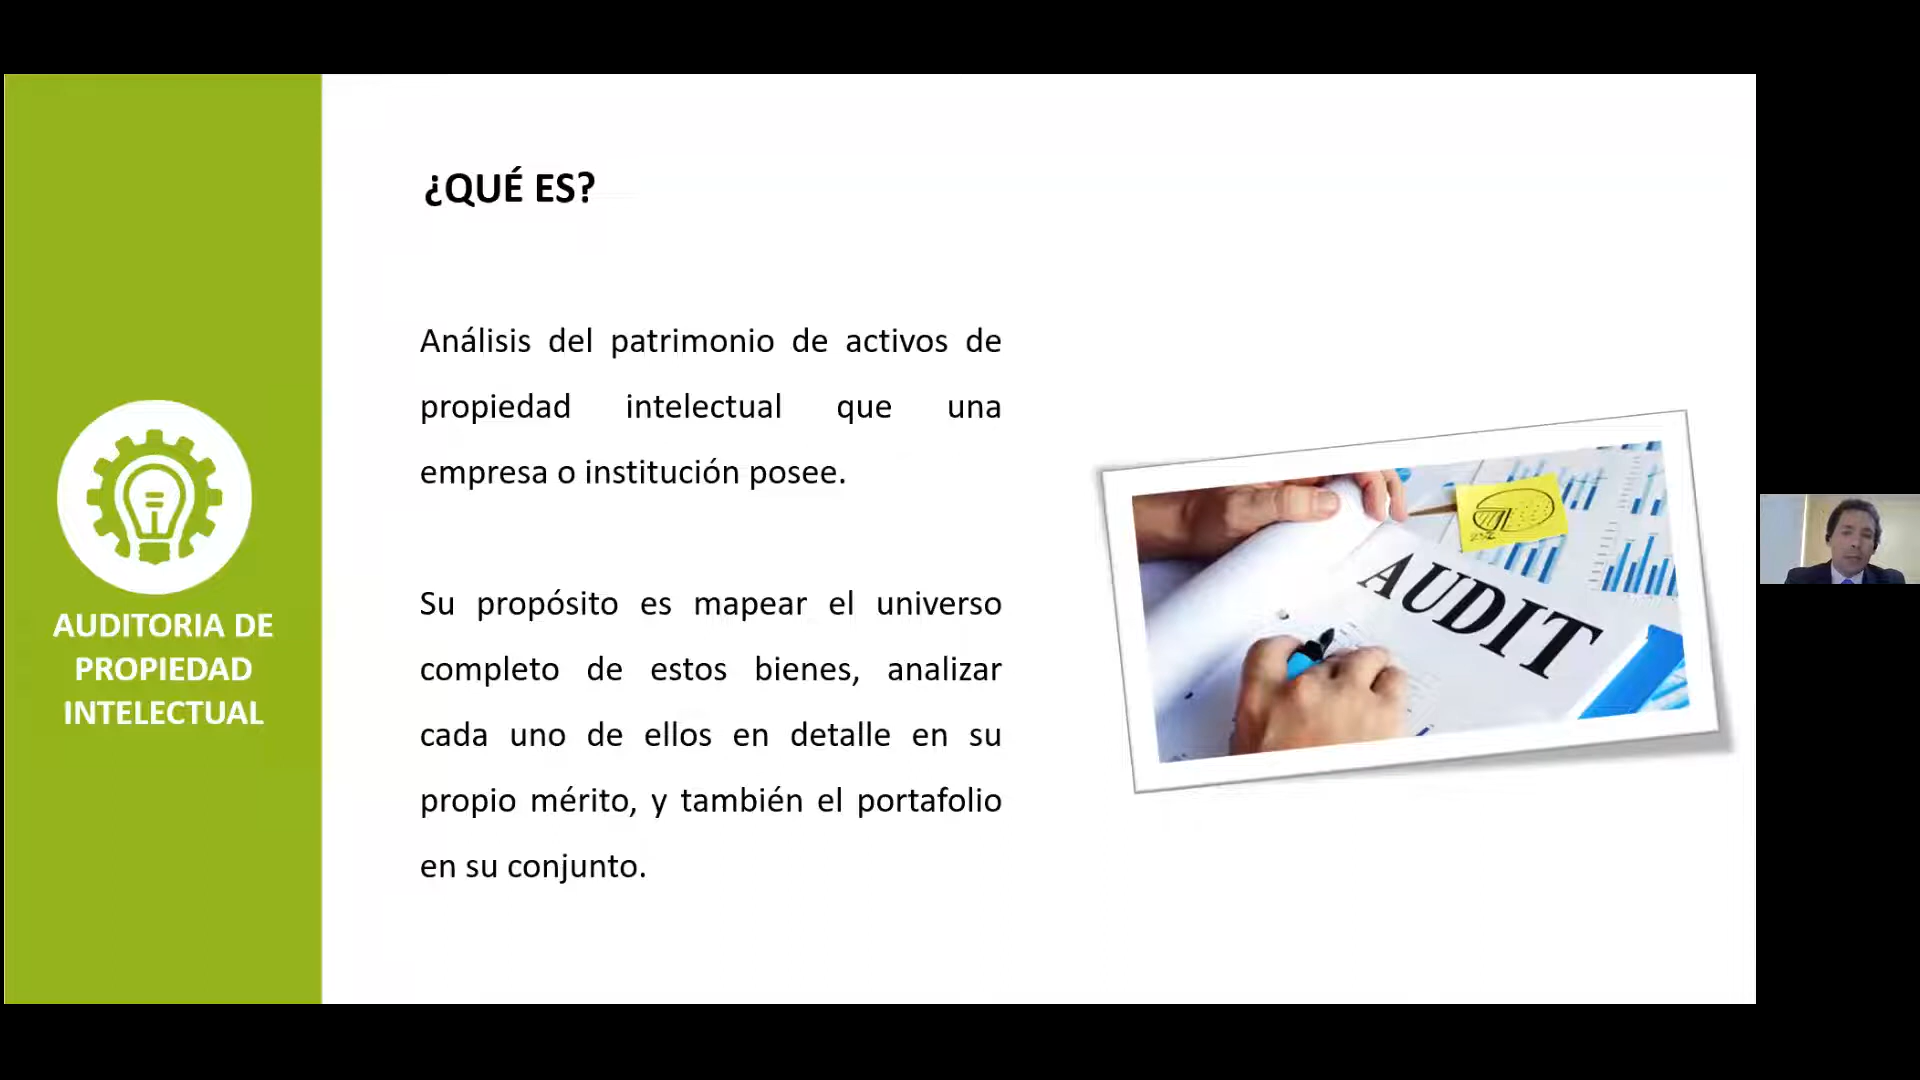 ¿QUÉ ES?
Análisis del patrimonio de activos de
propiedad intelectual que una
empresa o institución posee.
Su propósito es mapear el universo
completo de estos bienes, analizar
cada uno de ellos en detalle en su
propio mérito, y también el portafolio
en su conjunto.
AUDITORIA DE
PROPIEDAD
INTELECTUAL
AUDIT